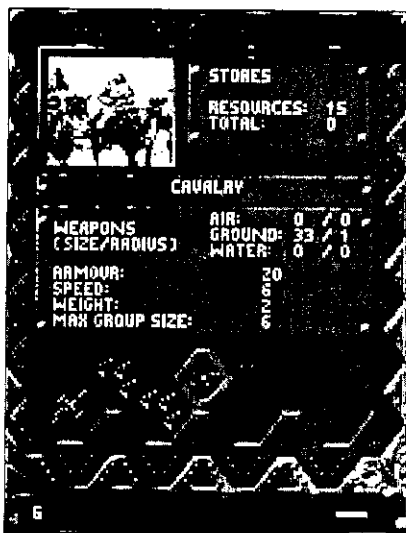 STORES
RESOURCES: 15
TOTAL: 0
CAVALRY
WEAPONS
(SIZE/RADIUS)
AIR: 0 / 0
GROUND: 33 / 1
WATER: 0 / 0
ARMOUR: 20
SPEED: 6
WEIGHT: 2
MAX GROUP SIZE: 6
6